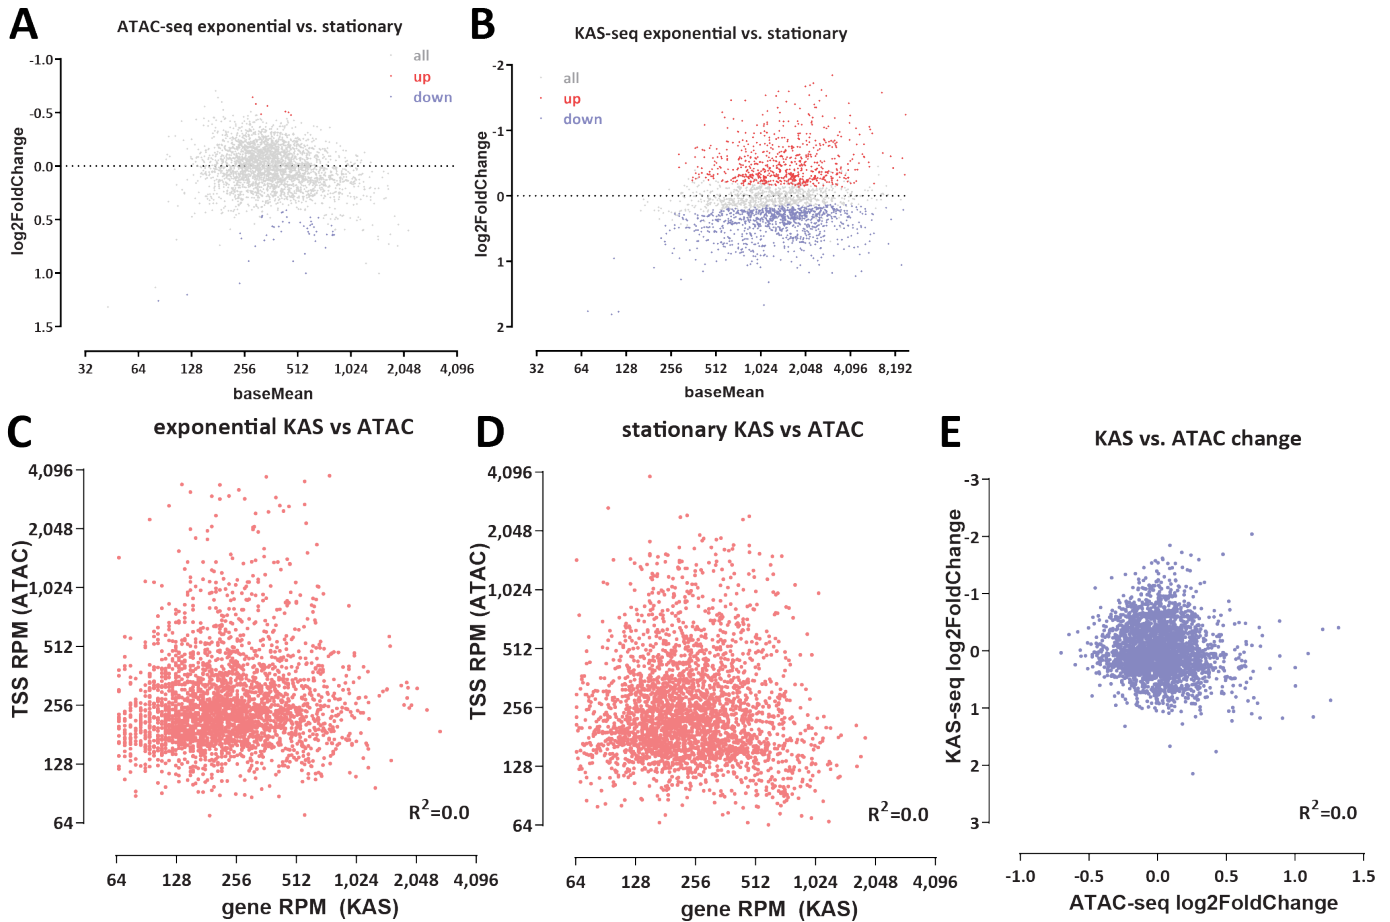 A
ATAC-seq exponential vs. stationary
all
up
down
-1.0
-0.5
0.0
0.5
1.0
1.5
log2FoldChange
32 64 128 256 512 1,024 2,048 4,096
baseMean
B
KAS-seq exponential vs. stationary
all
up
down
-2
-1
0
1
2
log2FoldChange
32 64 128 256 512 1,024 2,048 4,096 8,192
baseMean
C
exponential KAS vs ATAC
4,096
2,048
1,024
512
256
128
64
TSS RPM (ATAC)
R2=0.0
64 128 256 512 1,024 2,048 4,096
gene RPM (KAS)
D
stationary KAS vs ATAC
4,096
2,048
1,024
512
256
128
64
TSS RPM (ATAC)
R2=0.0
64 128 256 512 1,024 2,048 4,096
gene RPM (KAS)
E
KAS vs. ATAC change
-3
-2
-1
0
1
2
3
KAS-seq log2FoldChange
R2=0.0
-1.0 -0.5 0.0 0.5 1.0 1.5
ATAC-seq log2FoldChange